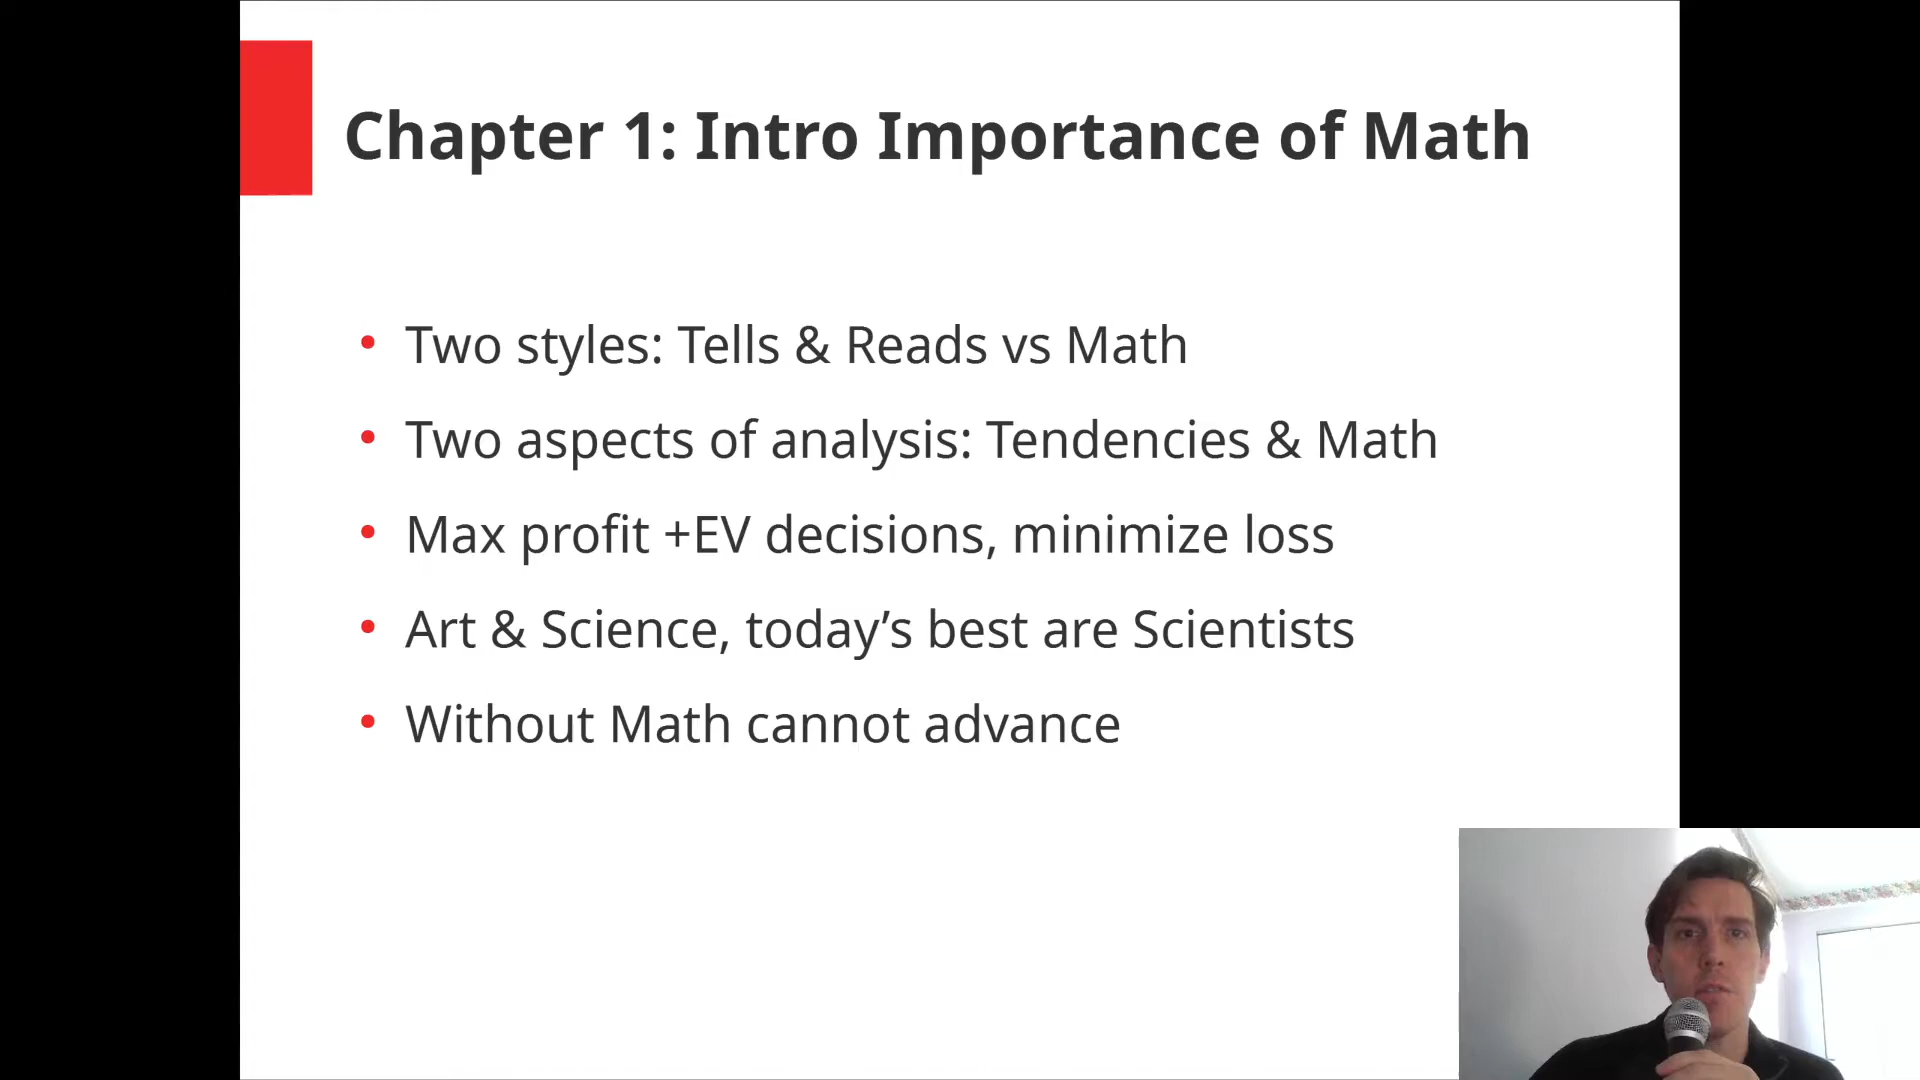 Chapter 1: Intro Importance of Math
• Two styles: Tells & Reads vs Math
• Two aspects of analysis: Tendencies & Math
• Max profit +EV decisions, minimize loss
• Art & Science, today’s best are Scientists
• Without Math cannot advance